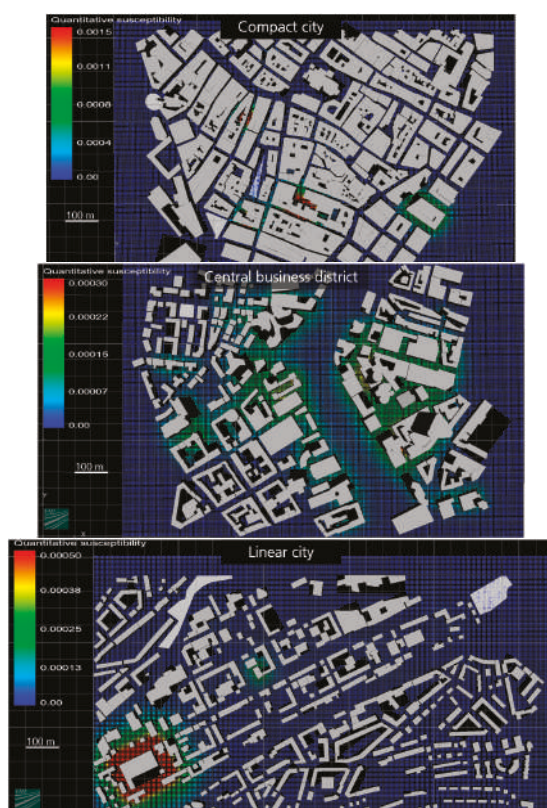 Quantitative susceptibility
Compact city
0.0015
0.0011
0.0008
0.0004
0.00
100 m
Quantitative susceptibility
Central business district
0.00030
0.00022
0.00015
0.00007
0.00
100 m
Quantitative susceptibility
Linear city
0.00050
0.00038
0.00025
0.00013
0.00
100 m